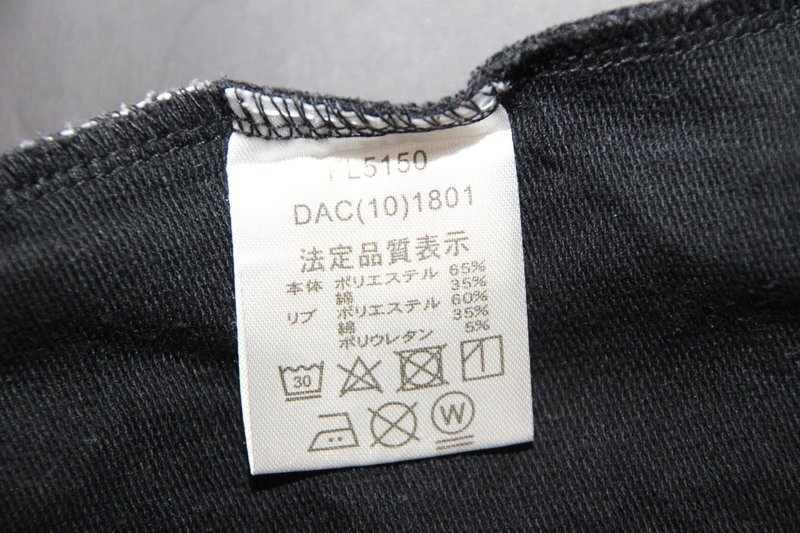 FL5150
DAC(10)1801
法定品質表示
本体 ポリエステル 65%
綿 35%
リブ ポリエステル 60%
綿 35%
ポリウレタン 5%
30
W